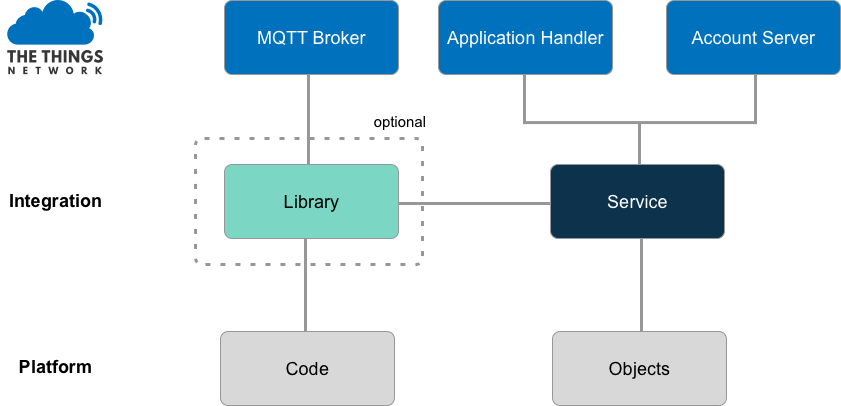 MQTT Broker
Application Handler
Account Server
THE THINGS
NETWORK
optional
Integration
Library
Service
Platform
Code
Objects